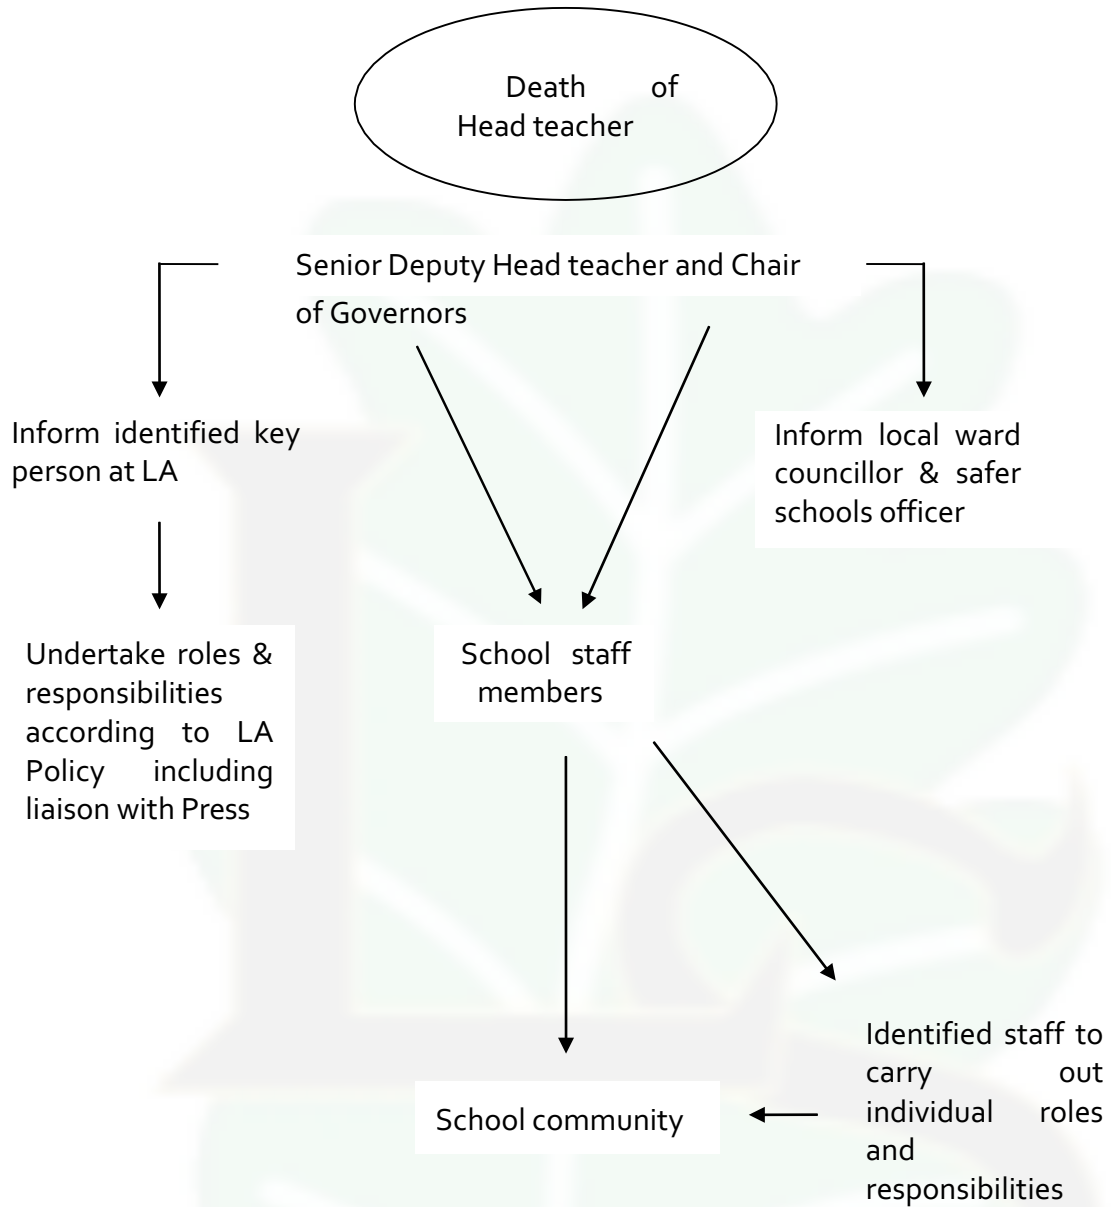 Death of
Head teacher
Senior Deputy Head teacher and Chair
of Governors
Inform identified key
person at LA
Inform local ward
councillor & safer
schools officer
Undertake roles &
responsibilities
according to LA
Policy including
liaison with Press
School staff
members
School community
Identified staff to
carry out
individual roles
and
responsibilities